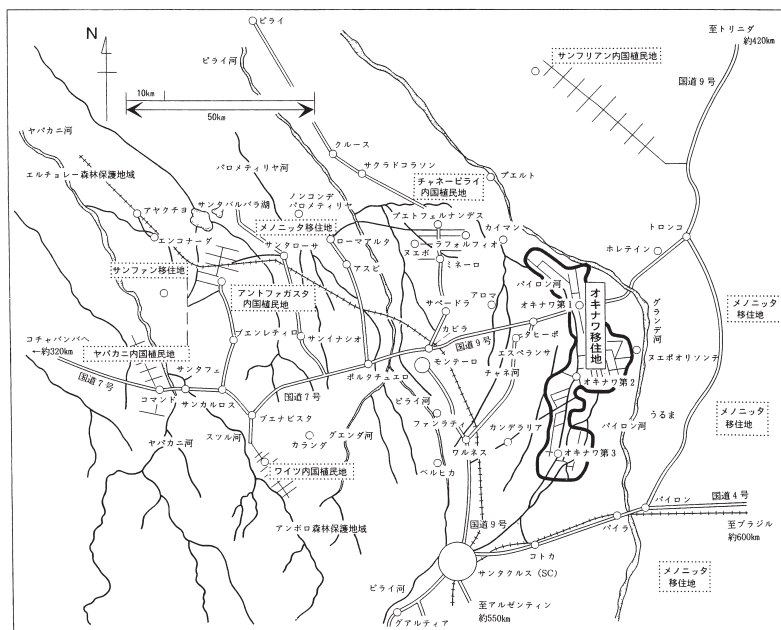 N
10km
50km
ピライ
ピライ河
至トリニダ
約420km
国道9号
サンフリアン内国植民地
ヤパカニ河
エルチョレー森林保護地域
アヤクチョ
エンコナーダ
サンタバルバラ湖
パロメティリヤ河
ノンコンデ
パロメティリヤ
メノニッタ移住地
クルース
サクラドコラソン
チャネーピライ
内国植民地
プエルト
プエトフェルナンデス
カイマン
ヌエボ
ラフォルフィオ
ミネーロ
サンファン移住地
サンタローサ
ローマアルタ
アスピ
アントファガスタ
内国植民地
ブエンレティロ
サンイナシオ
サペードラ
アロマ
カピラ
国道9号
モンテーロ
タヒーボ
エスペランサ
チャネ河
パイロン河
オキナワ第1
オキナワ移住地
オキナワ第2
オキナワ第3
ホレテイン
トロンコ
グランデ河
ヌエボオリソンテ
メノニッタ
移住地
うるま
パイロン河
メノニッタ
移住地
コチャバンバへ
←約320km
ヤパカニ内国植民地
国道7号
サンタフェ
コマンド
サンカルロス
国道7号
ブエナビスタ
ポルタチュエロ
ヤパカニ河
スツル河
カランダ
グエンダ河
ワイツ内国植民地
アンボロ森林保護地域
ピライ河
ファンラティ
ベルヒカ
ワルネス
カンデラリア
国道9号
サンタクルス (SC)
コトカ
パイラ
パイロン
国道4号
至ブラジル
約600km
メノニッタ
移住地
ピライ河
グアルティア
至アルゼンティン
約550km